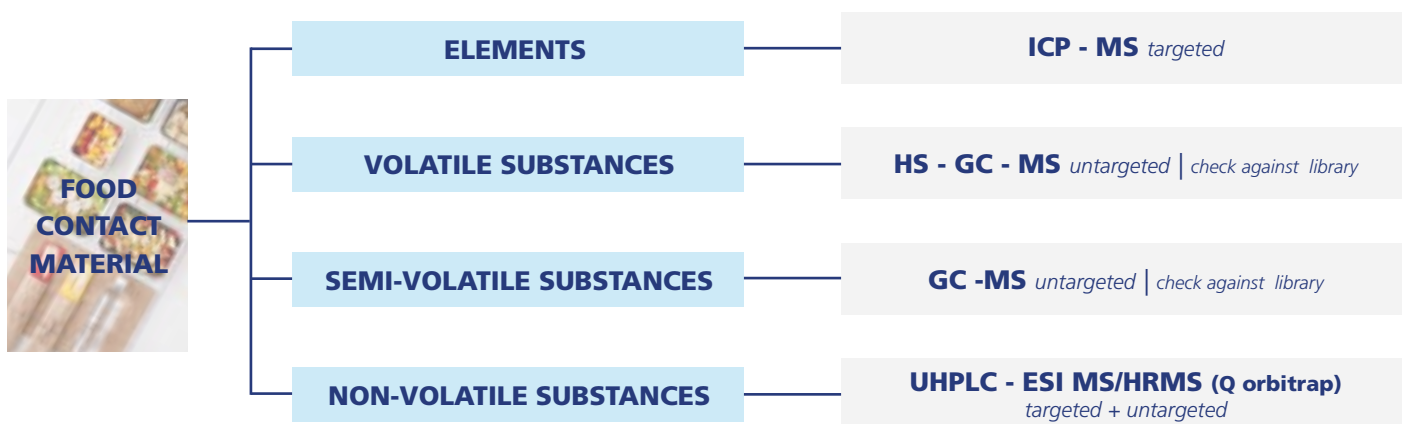 FOOD
CONTACT
MATERIAL
ELEMENTS
ICP - MS targeted
VOLATILE SUBSTANCES
HS - GC - MS untargeted | check against library
SEMI-VOLATILE SUBSTANCES
GC -MS untargeted | check against library
NON-VOLATILE SUBSTANCES
UHPLC - ESI MS/HRMS (Q orbitrap)
targeted + untargeted